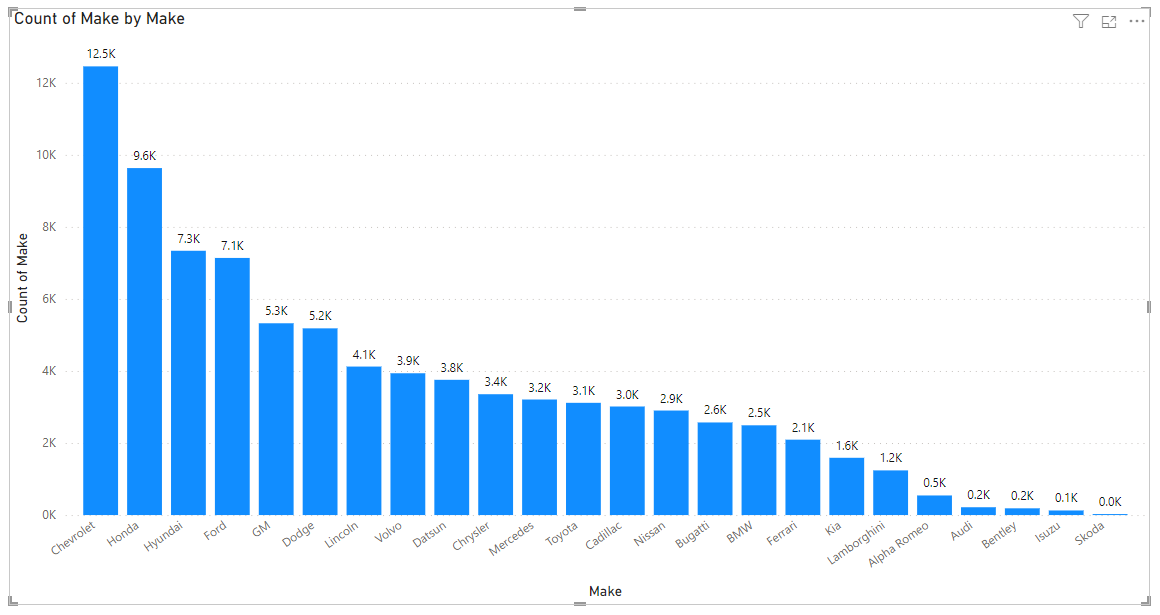 Count of Make by Make
Count of Make
12K
10K
8K
6K
4K
2K
0K
12.5K
9.6K
7.3K
7.1K
5.3K
5.2K
4.1K
3.9K
3.8K
3.4K
3.2K
3.1K
3.0K
2.9K
2.6K
2.5K
2.1K
1.6K
1.2K
0.5K
0.2K
0.2K
0.1K
0.0K
Chevrolet
Honda
Hyundai
Ford
GM
Dodge
Lincoln
Volvo
Datsun
Chrysler
Mercedes
Toyota
Cadillac
Nissan
Bugatti
BMW
Ferrari
Kia
Lamborghini
Alpha Romeo
Audi
Bentley
Isuzu
Skoda
Make